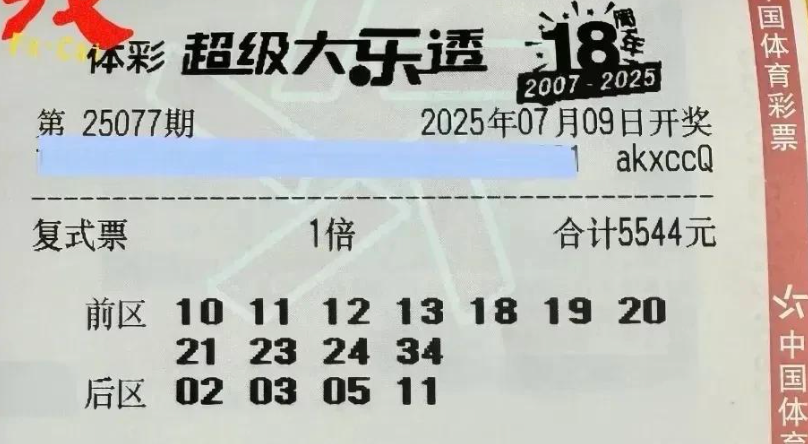 体彩 超级大乐透 18周年
2007-2025
第 25077期 2025年07月09日开奖
akxccQ
复式票 1倍 合计5544元
前区 10 11 12 13 18 19 20
21 23 24 34
后区 02 03 05 11
国体育彩票
中国体育